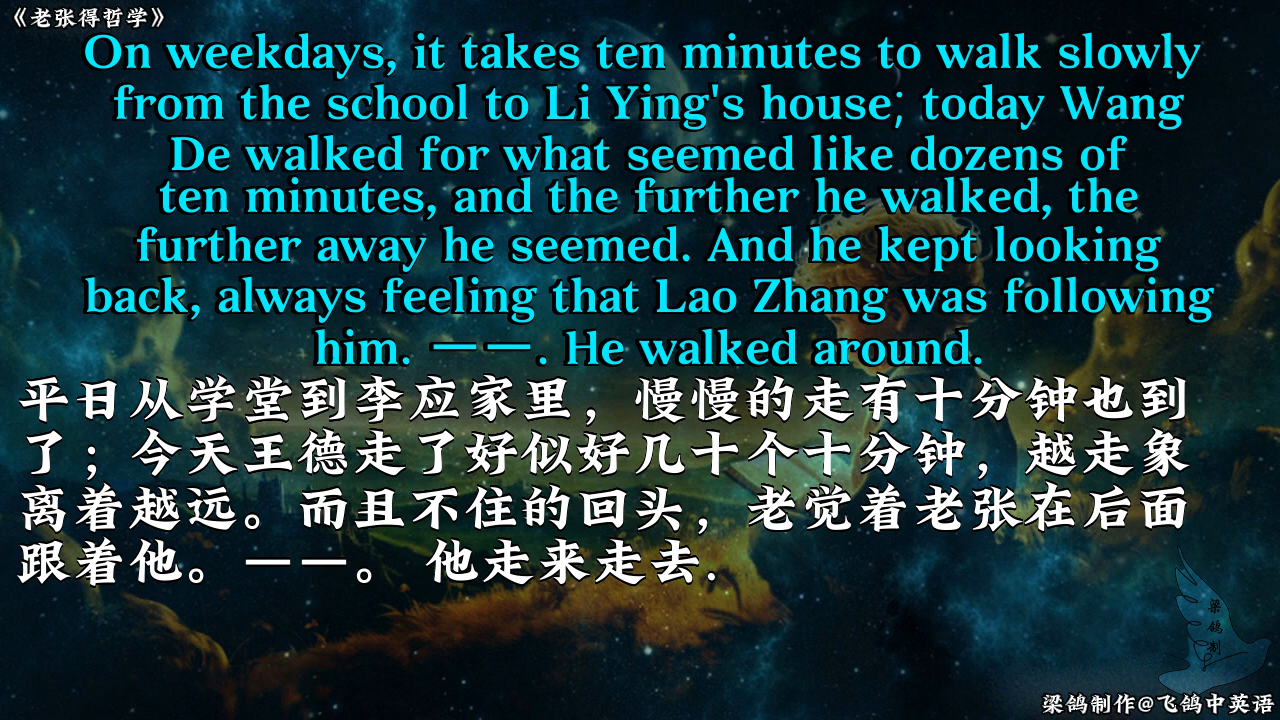 《老张得哲学》
On weekdays, it takes ten minutes to walk slowly
from the school to Li Ying's house; today Wang
De walked for what seemed like dozens of
ten minutes, and the further he walked, the
further away he seemed. And he kept looking
back, always feeling that Lao Zhang was following
him. ——. He walked around.
平日从学堂到李应家里，慢慢的走有十分钟也到
了；今天王德走了好似好几十个十分钟，越走象
离着越远。而且不住的回头，老觉着老张在后面
跟着他。——。 他走来走去.
梁鸽制
梁鸽制作@飞鸽中英语